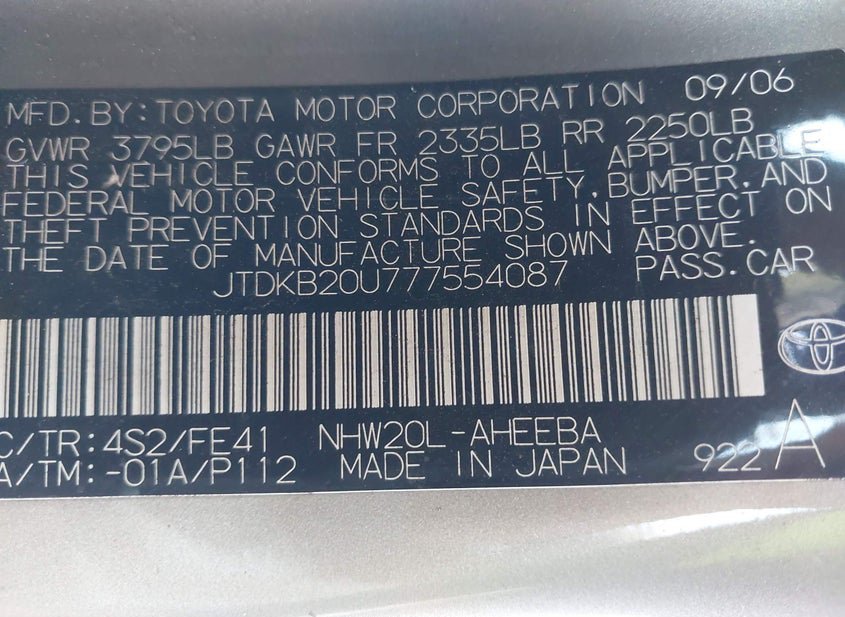 MFD. BY: TOYOTA MOTOR CORPORATION 09/06
GVWR 3795LB GAWR FR 2335LB RR 2250LB
THIS VEHICLE CONFORMS TO ALL APPLICABLE
FEDERAL MOTOR VEHICLE SAFETY, BUMPER, AND
THEFT PREVENTION STANDARDS IN EFFECT ON
THE DATE OF MANUFACTURE SHOWN ABOVE.
JTDKB20U777554087 PASS. CAR
C/TR: 4S2/FE41 NHW20L-AHEEBA
A/TM: -01A/P112 MADE IN JAPAN 922 A